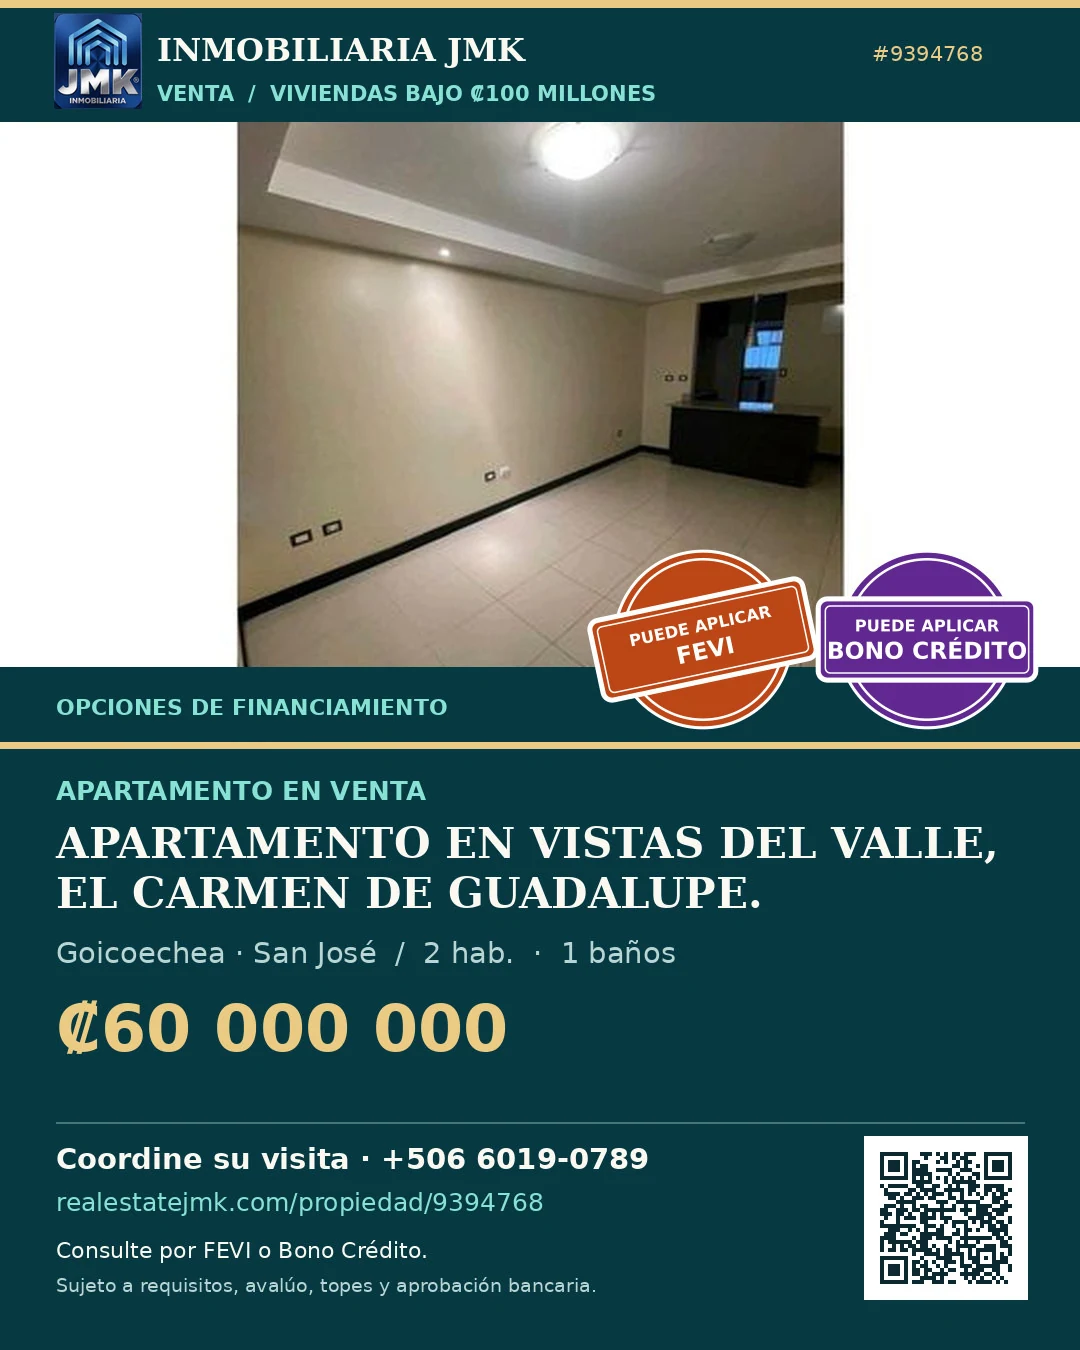 JMK
INMOBILIARIA
INMOBILIARIA JMK
#9394768
VENTA / VIVIENDAS BAJO ₡100 MILLONES
PUEDE APLICAR
FEVI
PUEDE APLICAR
BONO CRÉDITO
OPCIONES DE FINANCIAMIENTO
APARTAMENTO EN VENTA
APARTAMENTO EN VISTAS DEL VALLE,
EL CARMEN DE GUADALUPE.
Goicoechea · San José / 2 hab. · 1 baños
₡60 000 000
Coordine su visita · +506 6019-0789
realestatejmk.com/propiedad/9394768
Consulte por FEVI o Bono Crédito.
Sujeto a requisitos, avalúo, topes y aprobación bancaria.